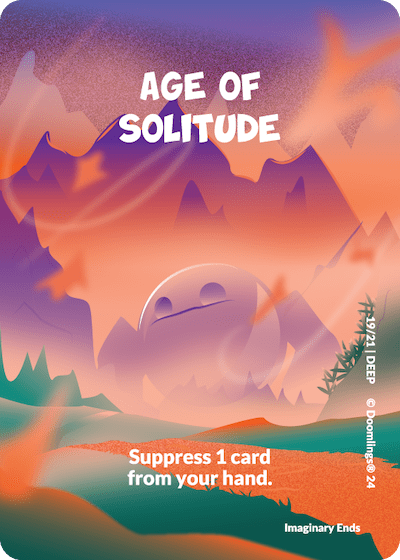 AGE OF
SOLITUDE
19/21 | DEEP © Doomlings® 24
Suppress 1 card
from your hand.
Imaginary Ends